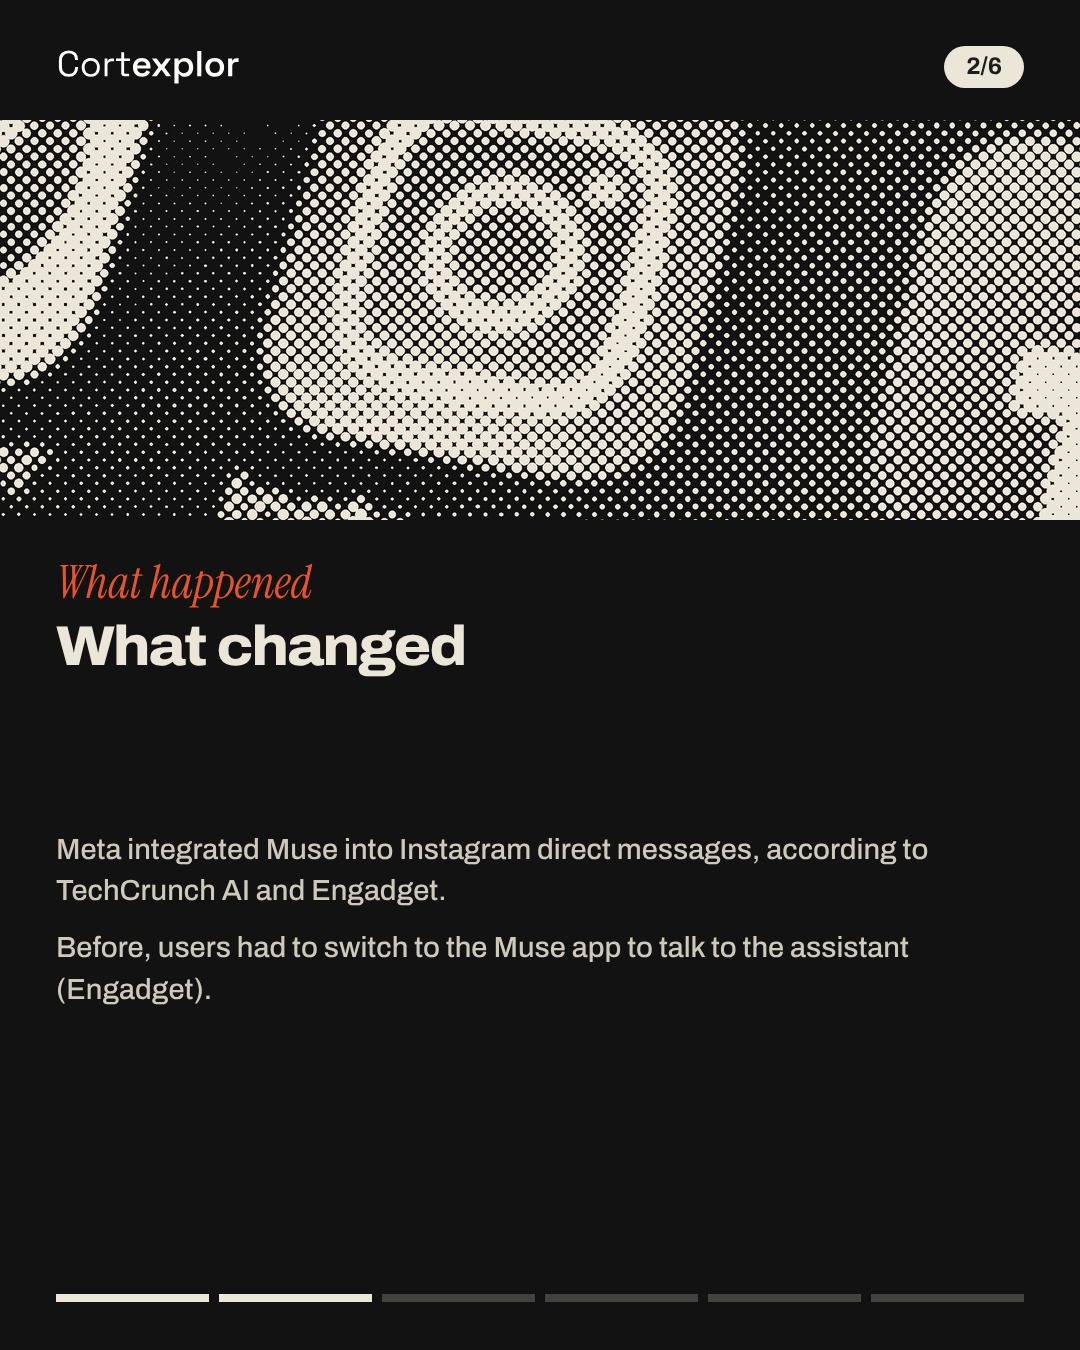 Cortexplor
2/6
What happened
What changed
Meta integrated Muse into Instagram direct messages, according to
TechCrunch AI and Engadget.
Before, users had to switch to the Muse app to talk to the assistant
(Engadget).